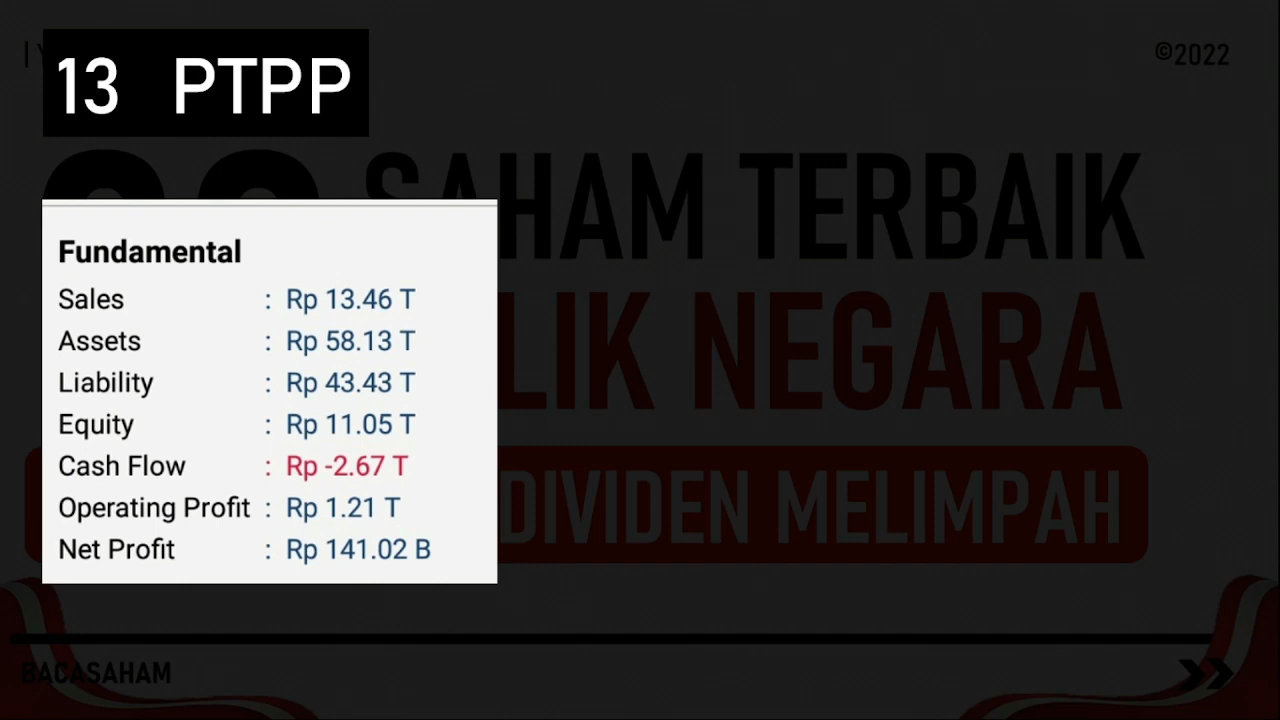 ©2022
13 PTPP
SAHAM TERBAIK
LIK NEGARA
DIVIDEN MELIMPAH
Fundamental
Sales : Rp 13.46 T
Assets : Rp 58.13 T
Liability : Rp 43.43 T
Equity : Rp 11.05 T
Cash Flow : Rp -2.67 T
Operating Profit : Rp 1.21 T
Net Profit : Rp 141.02 B
BACASAHAM